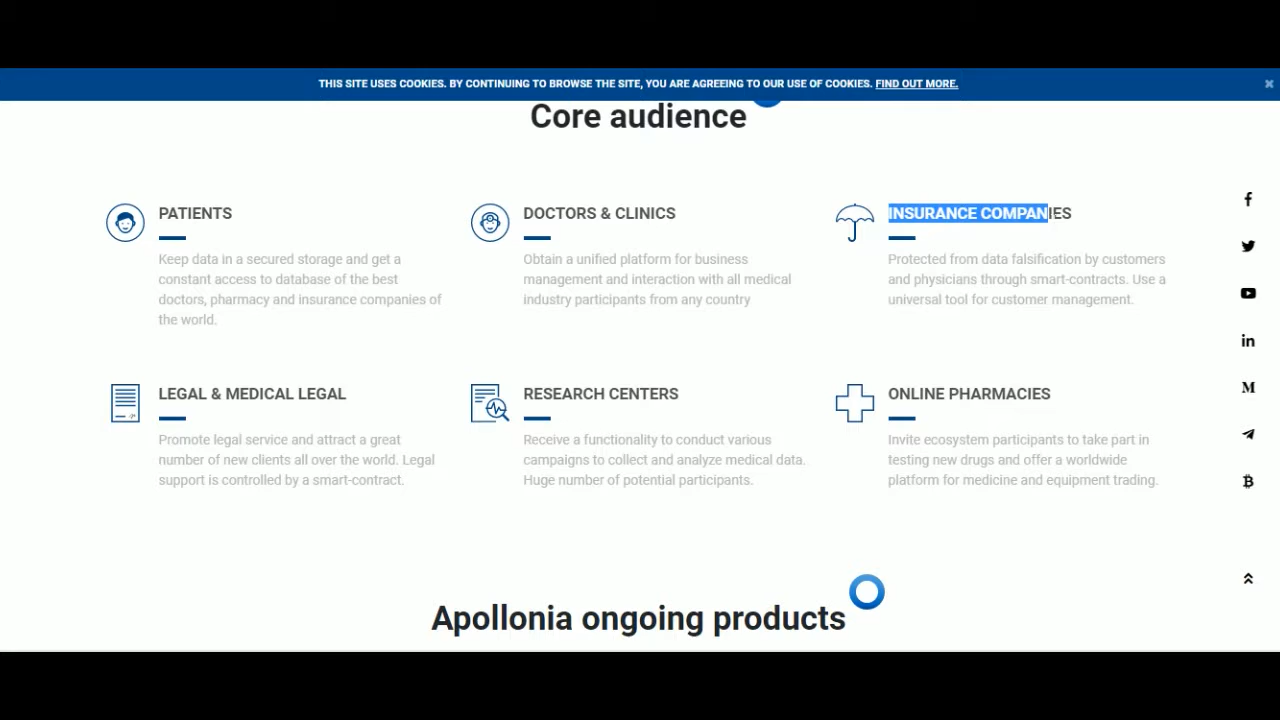 THIS SITE USES COOKIES. BY CONTINUING TO BROWSE THE SITE, YOU ARE AGREEING TO OUR USE OF COOKIES. FIND OUT MORE.
Core audience
PATIENTS
Keep data in a secured storage and get a
constant access to database of the best
doctors, pharmacy and insurance companies of
the world.
DOCTORS & CLINICS
Obtain a unified platform for business
management and interaction with all medical
industry participants from any country
INSURANCE COMPANIES
Protected from data falsification by customers
and physicians through smart-contracts. Use a
universal tool for customer management.
LEGAL & MEDICAL LEGAL
Promote legal service and attract a great
number of new clients all over the world. Legal
support is controlled by a smart-contract.
RESEARCH CENTERS
Receive a functionality to conduct various
campaigns to collect and analyze medical data.
Huge number of potential participants.
ONLINE PHARMACIES
Invite ecosystem participants to take part in
testing new drugs and offer a worldwide
platform for medicine and equipment trading.
Apollonia ongoing products